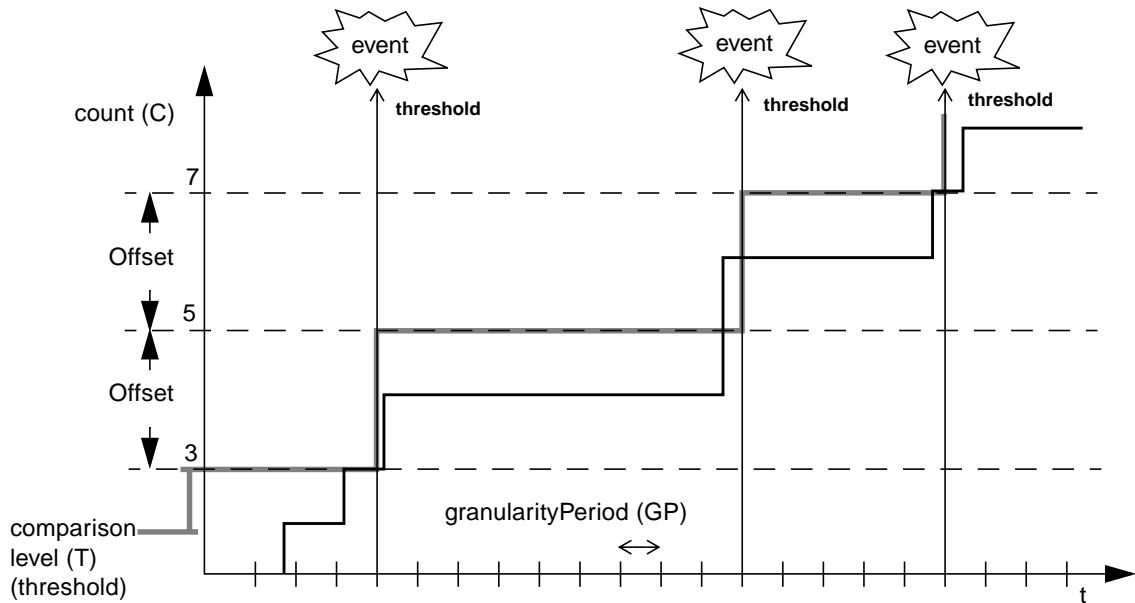 event
event
event
threshold
threshold
threshold
count (C)
7
Offset
5
Offset
3
granularityPeriod (GP)
comparison
level (T)
(threshold)
t